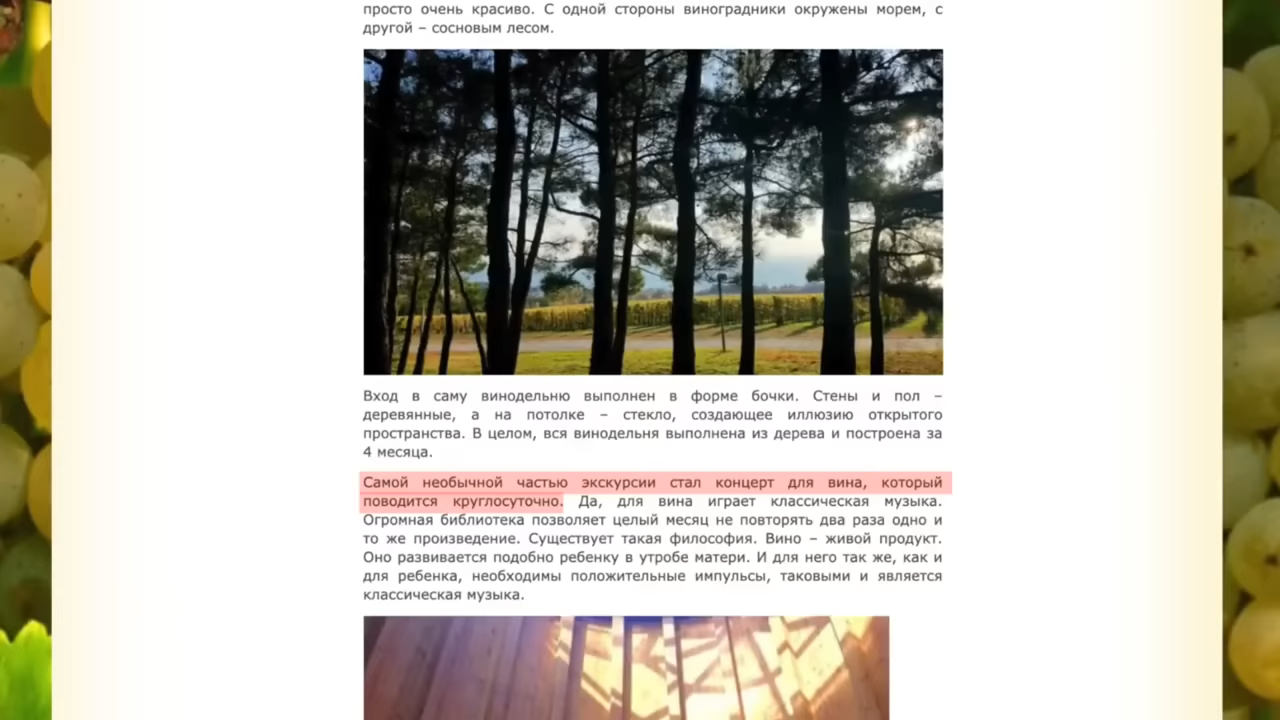 просто очень красиво. С одной стороны виноградники окружены морем, с
другой – сосновым лесом.
Вход в саму винодельню выполнен в форме бочки. Стены и пол –
деревянные, а на потолке – стекло, создающее иллюзию открытого
пространства. В целом, вся винодельня выполнена из дерева и построена за
4 месяца.
Самой необычной частью экскурсии стал концерт для вина, который
поводится круглосуточно. Да, для вина играет классическая музыка.
Огромная библиотека позволяет целый месяц не повторять два раза одно и
то же произведение. Существует такая философия. Вино – живой продукт.
Оно развивается подобно ребенку в утробе матери. И для него так же, как и
для ребенка, необходимы положительные импульсы, таковыми и является
классическая музыка.